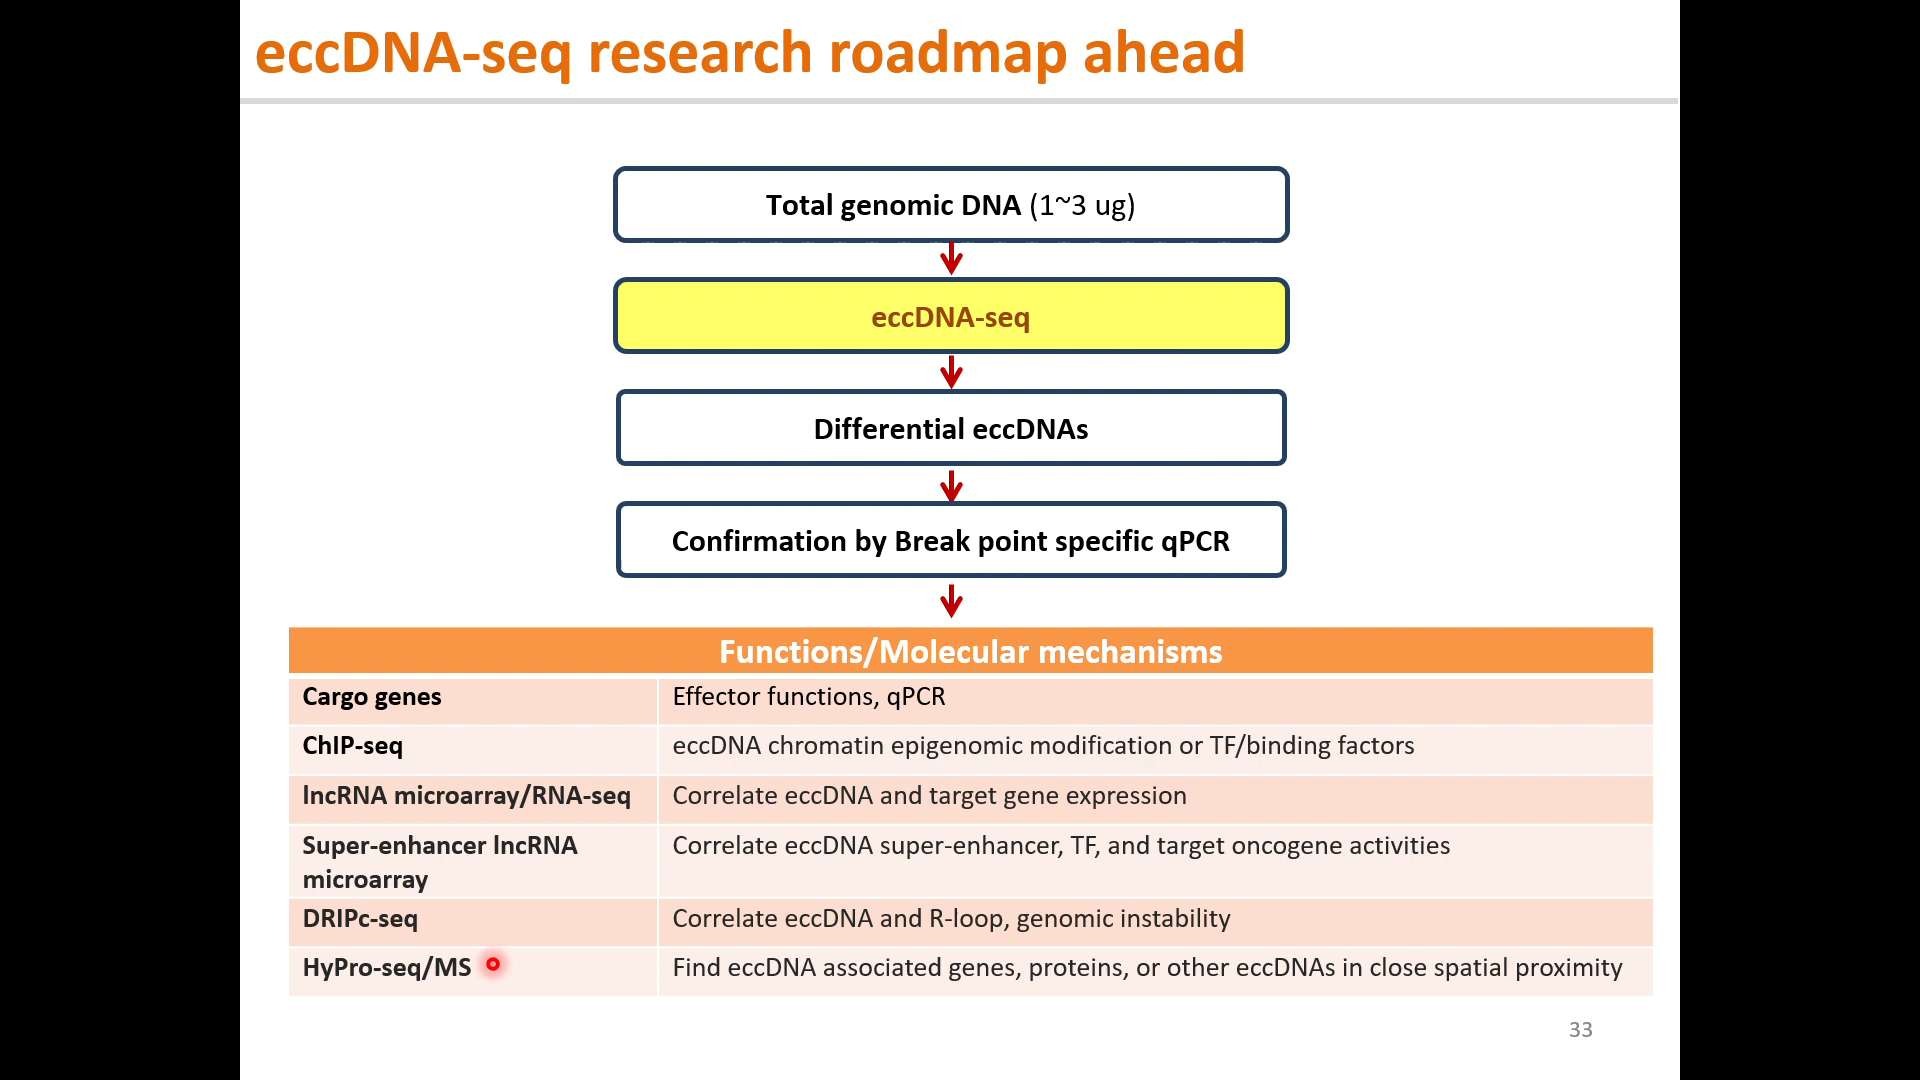 eccDNA-seq research roadmap ahead
Total genomic DNA (1~3 ug)
eccDNA-seq
Differential eccDNAs
Confirmation by Break point specific qPCR
Functions/Molecular mechanisms
Cargo genes
Effector functions, qPCR
ChIP-seq
eccDNA chromatin epigenomic modification or TF/binding factors
lncRNA microarray/RNA-seq
Correlate eccDNA and target gene expression
Super-enhancer lncRNA
microarray
Correlate eccDNA super-enhancer, TF, and target oncogene activities
DRIPc-seq
Correlate eccDNA and R-loop, genomic instability
HyPro-seq/MS
Find eccDNA associated genes, proteins, or other eccDNAs in close spatial proximity
33